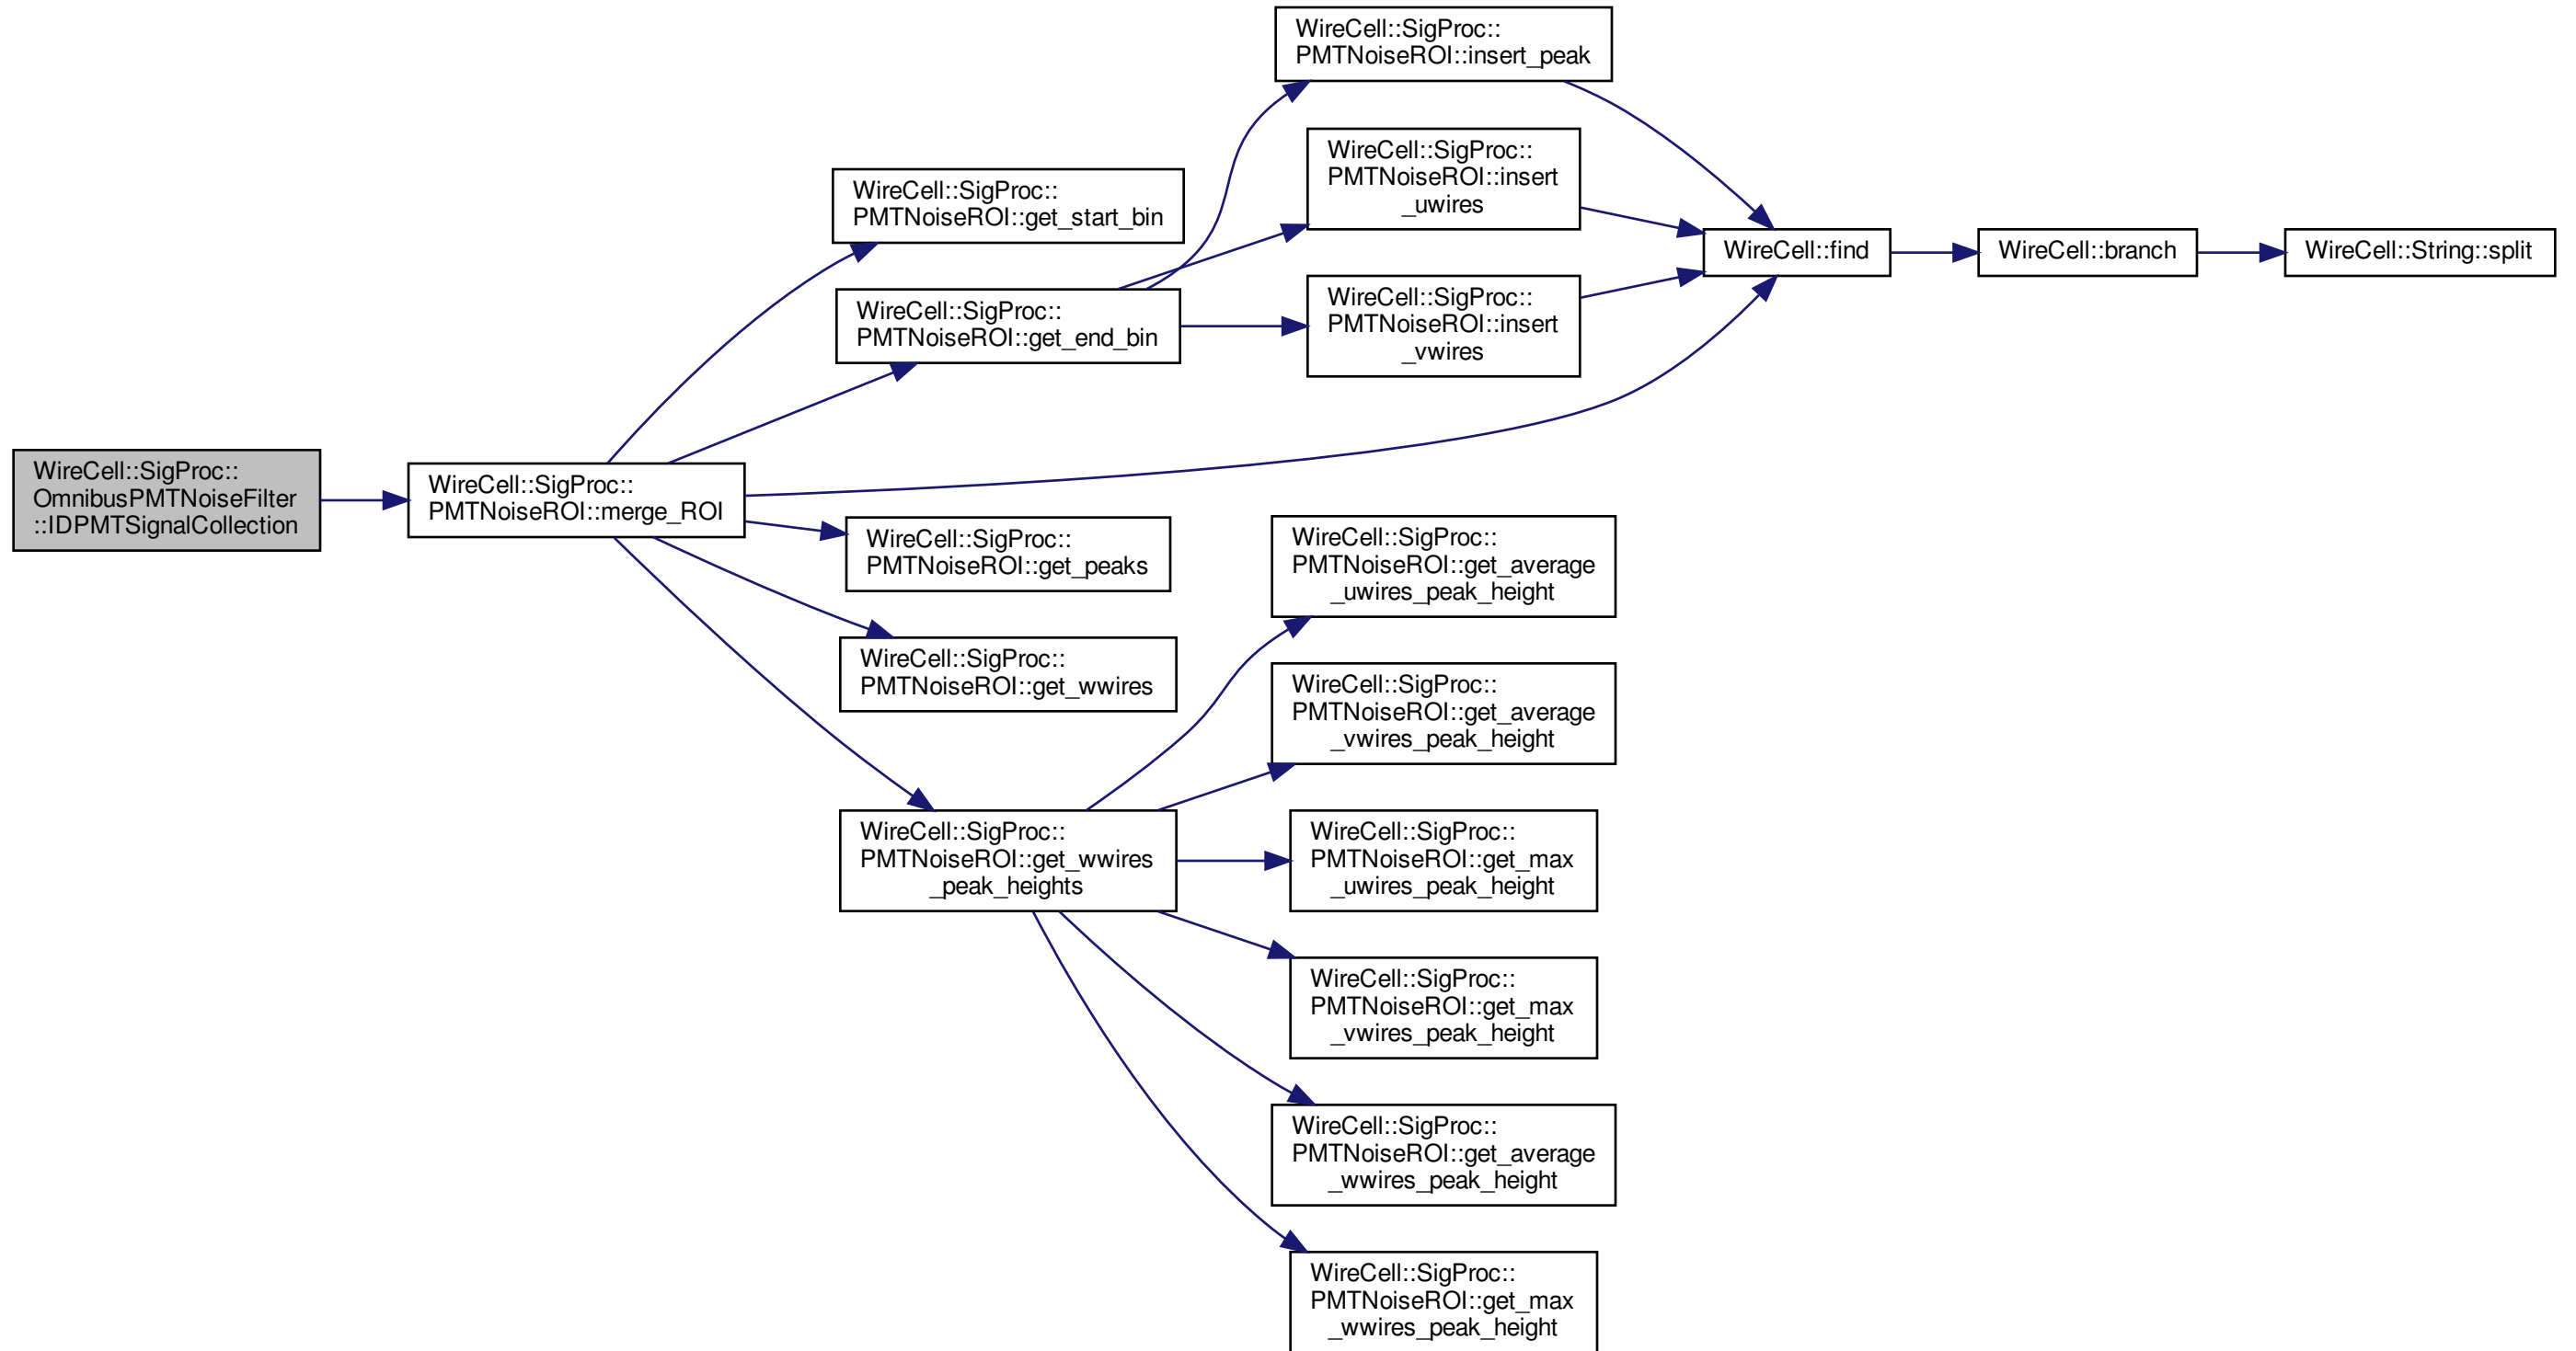 WireCell::SigProc::
OmnibusPMTNoiseFilter
::IDPMTSignalCollection
WireCell::SigProc::
PMTNoiseROI::merge_ROI
WireCell::SigProc::
PMTNoiseROI::get_start_bin
WireCell::SigProc::
PMTNoiseROI::get_end_bin
WireCell::SigProc::
PMTNoiseROI::insert_peak
WireCell::SigProc::
PMTNoiseROI::insert
_uwires
WireCell::SigProc::
PMTNoiseROI::insert
_vwires
WireCell::find
WireCell::branch
WireCell::String::split
WireCell::SigProc::
PMTNoiseROI::get_peaks
WireCell::SigProc::
PMTNoiseROI::get_wwires
WireCell::SigProc::
PMTNoiseROI::get_wwires
_peak_heights
WireCell::SigProc::
PMTNoiseROI::get_average
_uwires_peak_height
WireCell::SigProc::
PMTNoiseROI::get_average
_vwires_peak_height
WireCell::SigProc::
PMTNoiseROI::get_max
_uwires_peak_height
WireCell::SigProc::
PMTNoiseROI::get_max
_vwires_peak_height
WireCell::SigProc::
PMTNoiseROI::get_average
_wwires_peak_height
WireCell::SigProc::
PMTNoiseROI::get_max
_wwires_peak_height